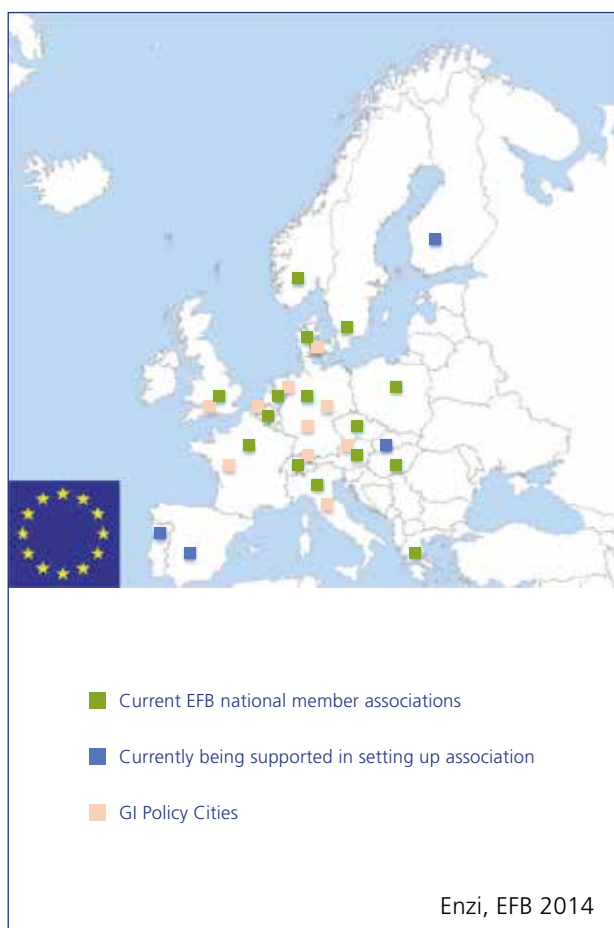 Current EFB national member associations
Currently being supported in setting up association
GI Policy Cities
Enzi, EFB 2014